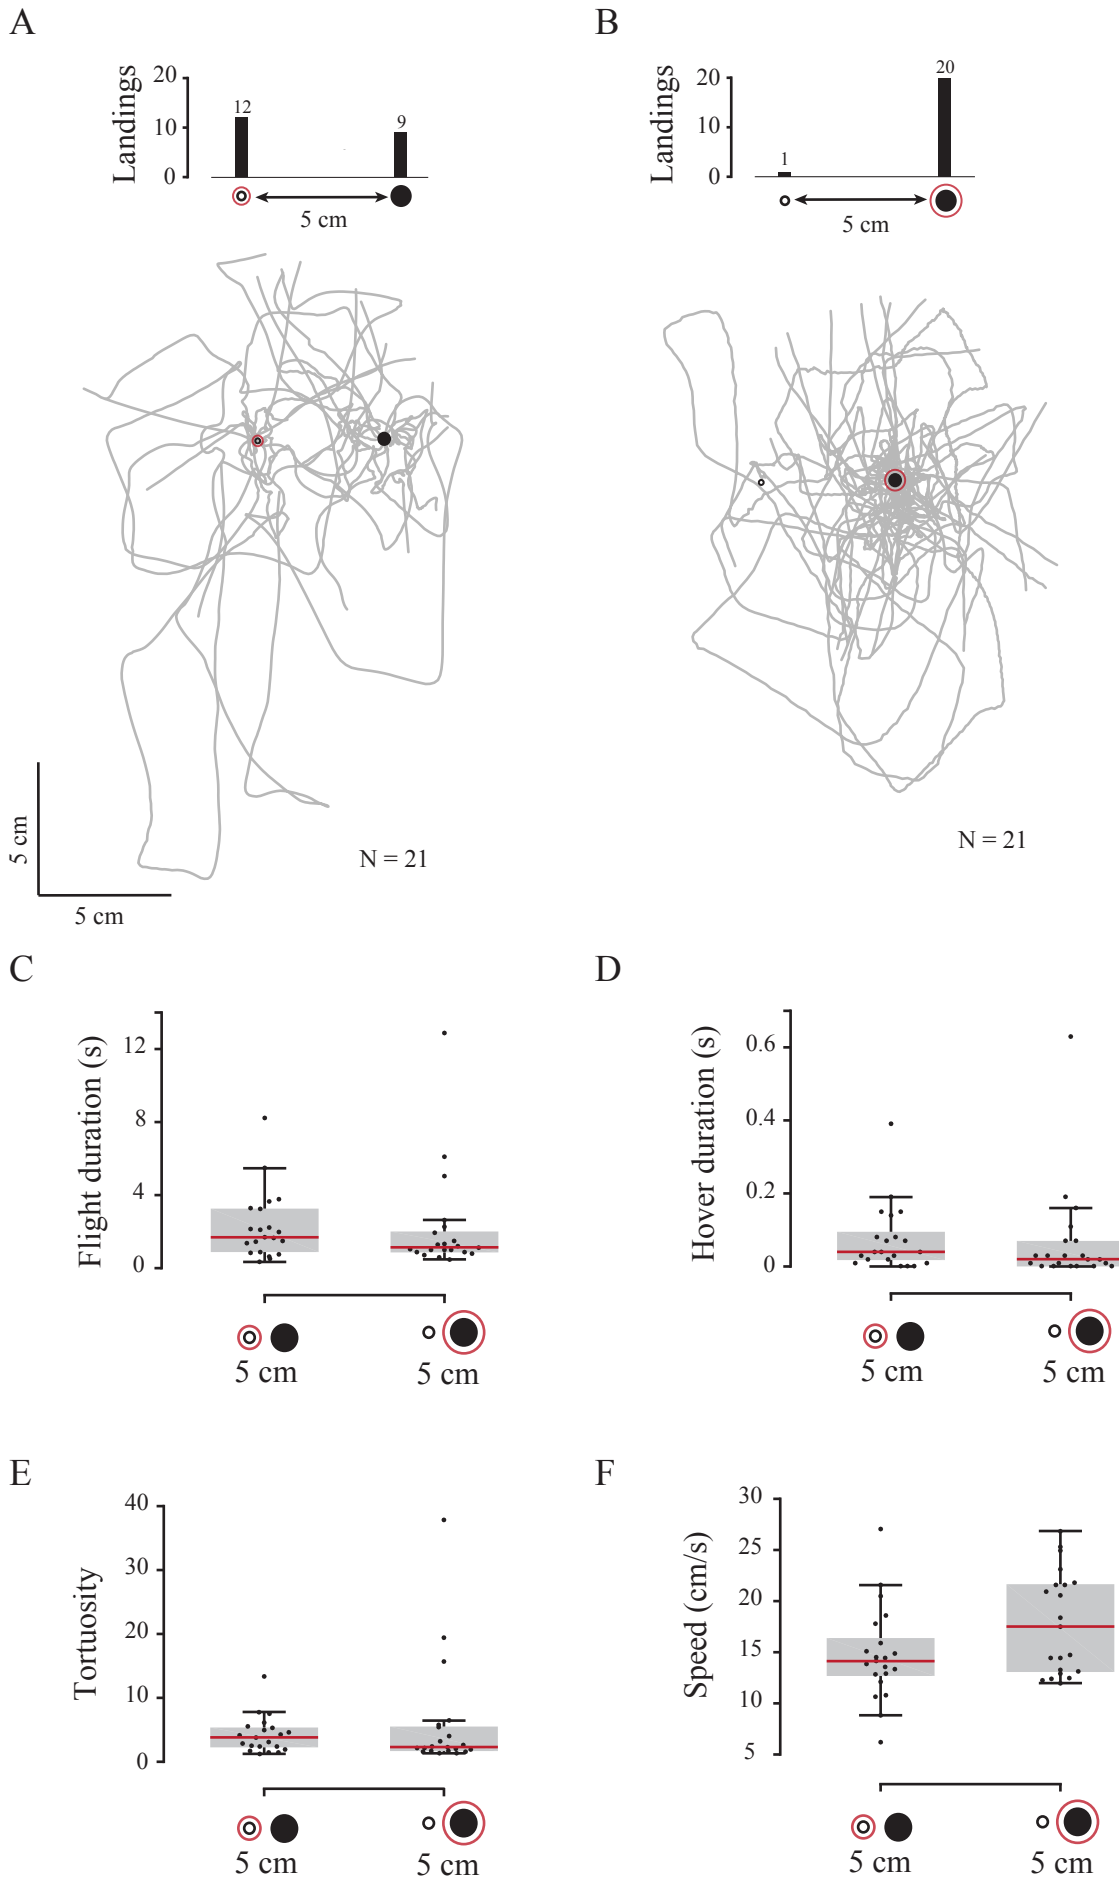 A
B
Landings
20
10
0
12
9
5 cm
Landings
20
10
0
1
20
5 cm
5 cm
5 cm
N = 21
N = 21
C
D
Flight duration (s)
12
8
4
0
5 cm
5 cm
Hover duration (s)
0.6
0.4
0.2
0
5 cm
5 cm
E
F
Tortuosity
40
30
20
10
0
5 cm
5 cm
Speed (cm/s)
30
25
20
15
10
5
5 cm
5 cm